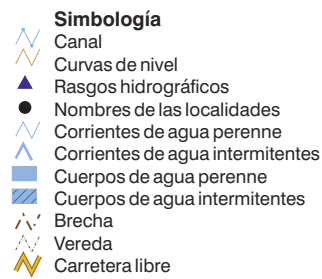 Simbología
Canal
Curvas de nivel
Rasgos hidrográficos
Nombres de las localidades
Corrientes de agua perenne
Corrientes de agua intermitentes
Cuerpos de agua perenne
Cuerpos de agua intermitentes
Brecha
Vereda
Carretera libre